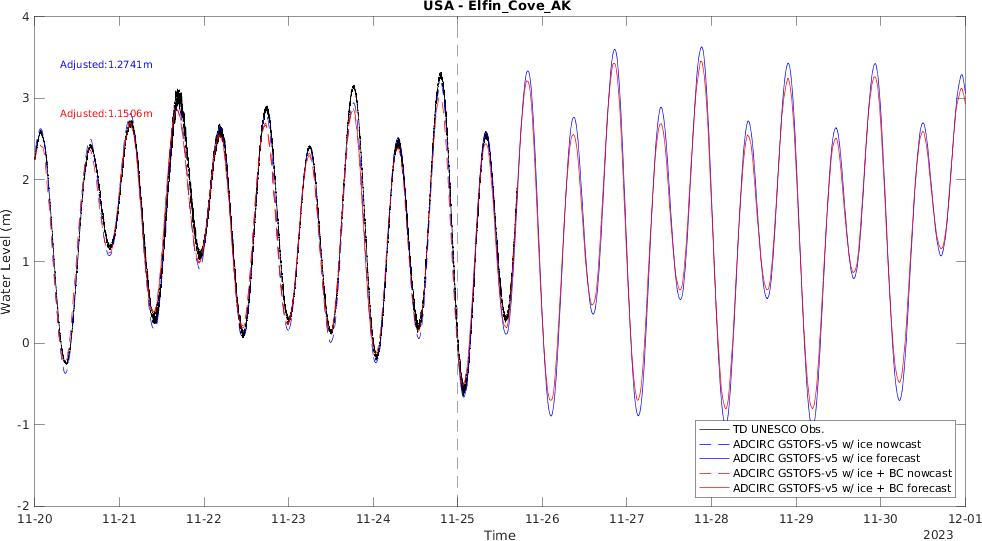 USA - Elfin_Cove_AK
4
3
2
1
0
-1
-2
Water Level (m)
Adjusted:1.2741m
Adjusted:1.1506m
TD UNESCO Obs.
ADCIRC GSTOFS-v5 w/ ice nowcast
ADCIRC GSTOFS-v5 w/ ice forecast
ADCIRC GSTOFS-v5 w/ ice + BC nowcast
ADCIRC GSTOFS-v5 w/ ice + BC forecast
11-20 11-21 11-22 11-23 11-24 11-25 11-26 11-27 11-28 11-29 11-30 12-01
Time
2023